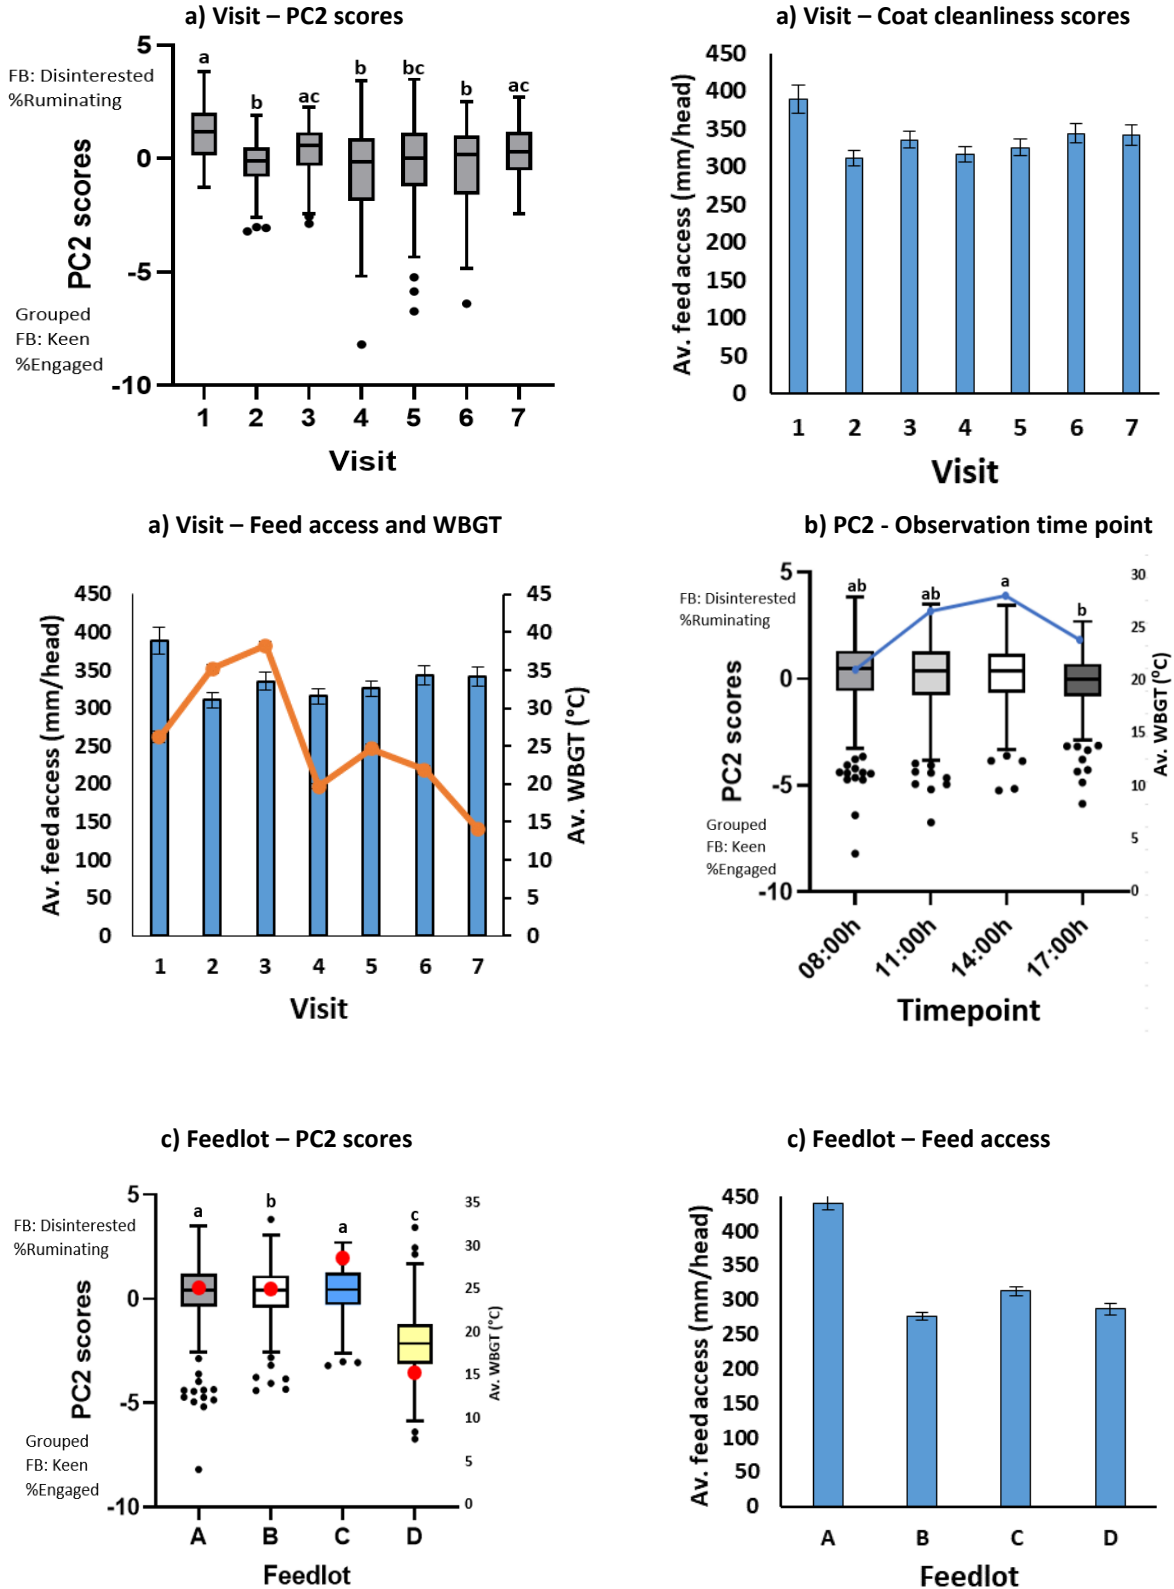 a) Visit – PC2 scores
5
0
-5
-10
FB: Disinterested
%Ruminating
PC2 scores
Grouped
FB: Keen
%Engaged
a
b
ac
b
bc
b
ac
1 2 3 4 5 6 7
Visit
a) Visit – Coat cleanliness scores
450
400
350
300
250
200
150
100
50
0
Av. feed access (mm/head)
1 2 3 4 5 6 7
Visit
a) Visit – Feed access and WBGT
450
400
350
300
250
200
150
100
50
0
Av. feed access (mm/head)
45
40
35
30
25
20
15
10
5
0
Av. WBGT (°C)
1 2 3 4 5 6 7
Visit
b) PC2 - Observation time point
5
0
-5
-10
FB: Disinterested
%Ruminating
PC2 scores
Grouped
FB: Keen
%Engaged
ab
ab
a
b
30
25
20
15
10
5
0
Av. WBGT (°C)
08:00h 11:00h 14:00h 17:00h
Timepoint
c) Feedlot – PC2 scores
5
0
-5
-10
FB: Disinterested
%Ruminating
PC2 scores
Grouped
FB: Keen
%Engaged
a
b
a
c
35
30
25
20
15
10
5
0
Av. WBGT (°C)
A B C D
Feedlot
c) Feedlot – Feed access
450
400
350
300
250
200
150
100
50
0
Av. feed access (mm/head)
A B C D
Feedlot